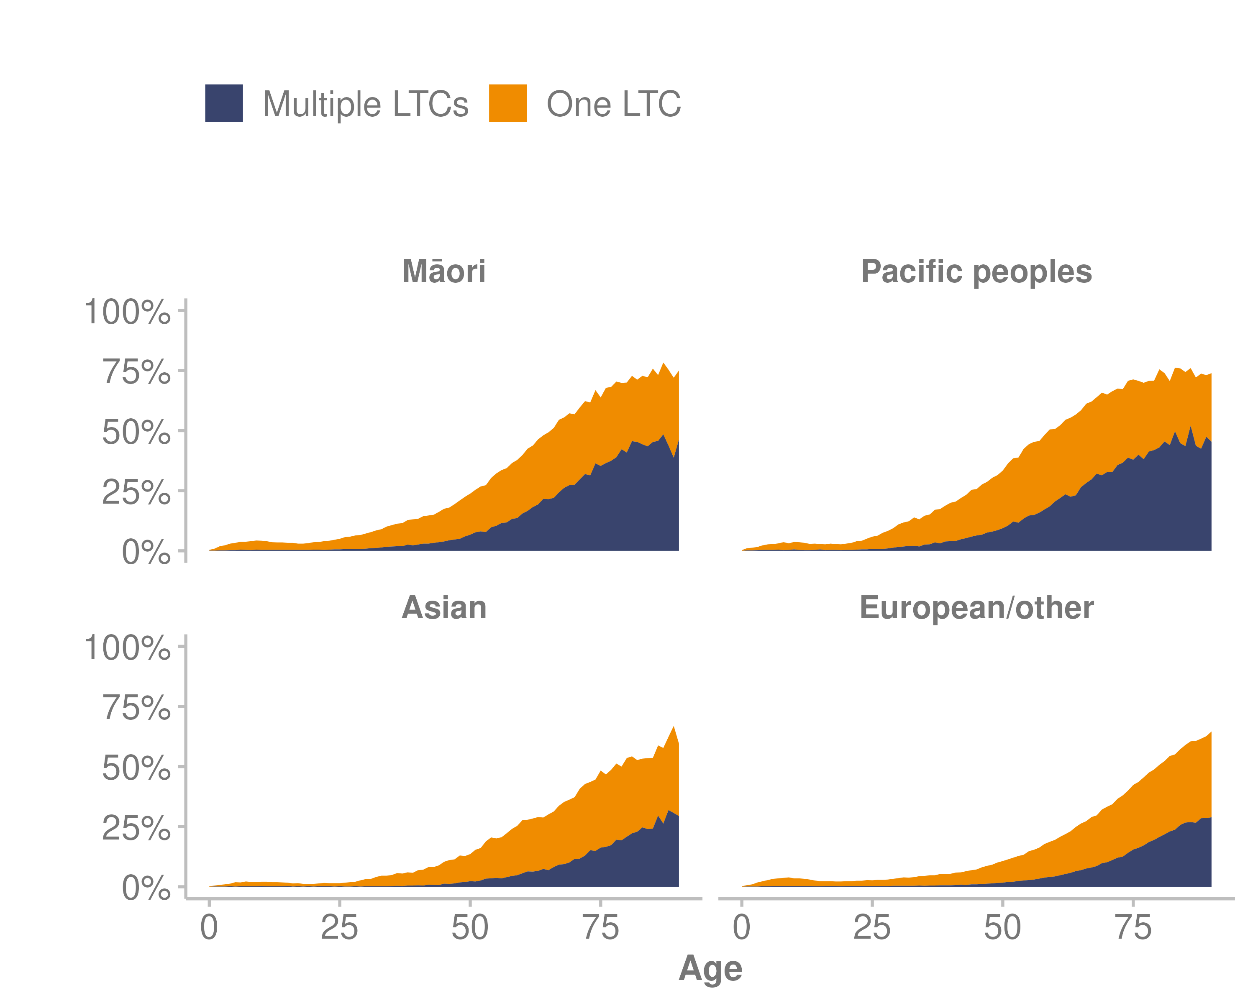 Multiple LTCs One LTC
Māori Pacific peoples
100%
75%
50%
25%
0%
Asian European/other
100%
75%
50%
25%
0%
0 25 50 75 0 25 50 75
Age